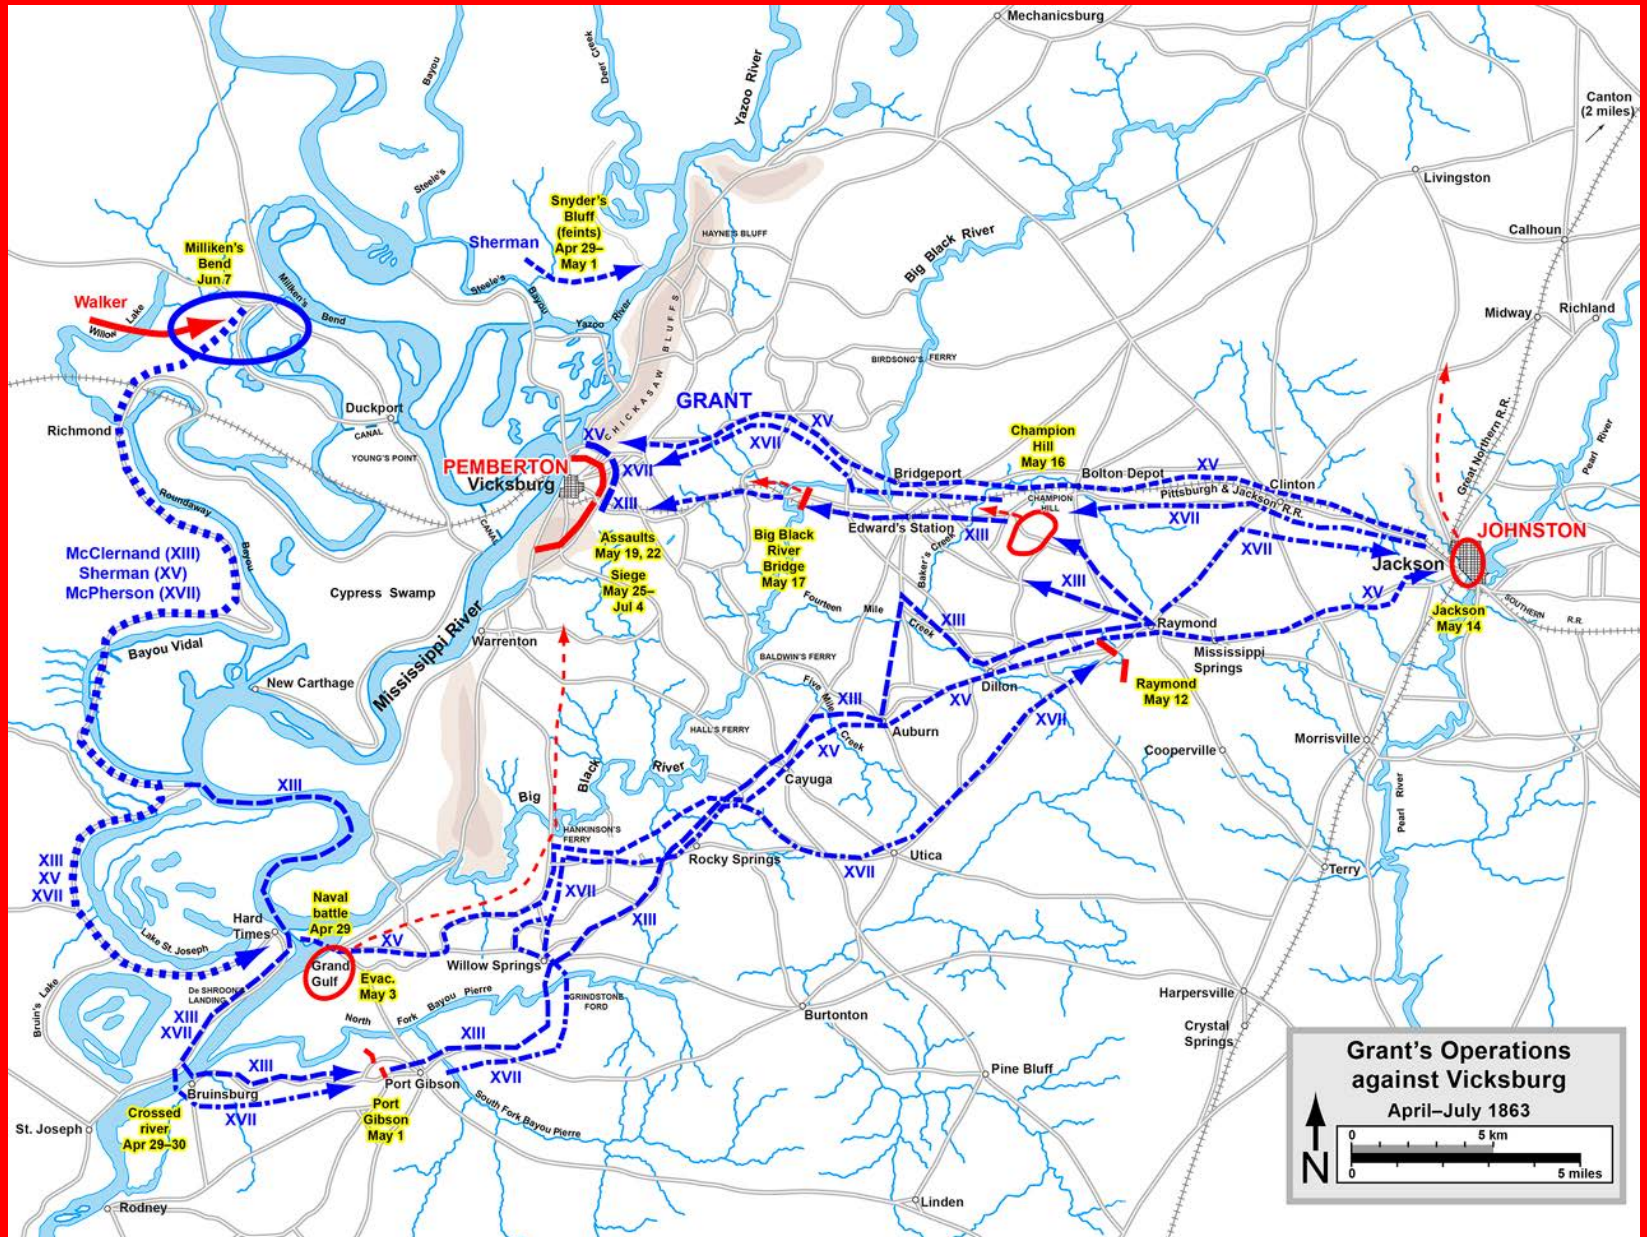 Mechanicsburg
Bayou
Deer Creek
Yazoo River
Canton
(2 miles)
Livingston
Steele's
Snyder's
Bluff
(feints)
Apr 29–
May 1
Sherman
HAYNE'S BLUFF
Big Black River
Calhoun
Milliken's
Bend
Jun 7
Milliken's
Bend
Steele's
Bayou
Yazoo
River
Walker
Willow Lake
Midway
Richland
BIRDSONG'S FERRY
CHICKASAW BLUFFS
GRANT
Duckport
CANAL
YOUNG'S POINT
Richmond
XV
XVII
XV
XVII
XIII
PEMBERTON
Vicksburg
CANAL
Champion
Hill
May 16
Bridgeport
Bolton Depot
XV
Clinton
Pittsburgh & Jackson R.R.
CHAMPION
HILL
XVII
Great Northern R.R.
Pearl River
Edward's Station
XIII
Baker's Creek
XVII
JOHNSTON
Jackson
Roundaway
Bayou
McClernand (XIII)
Sherman (XV)
McPherson (XVII)
Assaults
May 19, 22
Siege
May 25–
Jul 4
Big Black
River
Bridge
May 17
Cypress Swamp
Fourteen Mile
Creek
XIII
XIII
XV
Jackson
May 14
SOUTHERN
R.R.
Raymond
Mississippi
Springs
Bayou Vidal
Warrenton
Mississippi River
New Carthage
BALDWIN'S FERRY
Five Mile
Creek
Dillon
Raymond
May 12
XIII
XV
XVII
Auburn
HALL'S FERRY
XV
Cooperville
Morrisville
Big
Black
River
Cayuga
XIII
Pearl River
HANKINSON'S
FERRY
Rocky Springs
Utica
XVII
Terry
XIII
XV
XVII
Naval
battle
Apr 29
XVII
XIII
Hard
Times
Lake St. Joseph
XV
Grand
Gulf
Evac.
May 3
Willow Springs
De SHROON'S
LANDING
Bruin's Lake
XIII
XVII
North
Fork
Bayou Pierre
GRINDSTONE
FORD
Burtonton
Harpersville
Crystal
Springs
XIII
XIII
XVII
Port Gibson
Bruinsburg
XVII
Port
Gibson
May 1
Crossed
river
Apr 29–30
St. Joseph
South Fork Bayou Pierre
Pine Bluff
Linden
Rodney
Grant's Operations
against Vicksburg
April–July 1863
N
0
5 km
0
5 miles